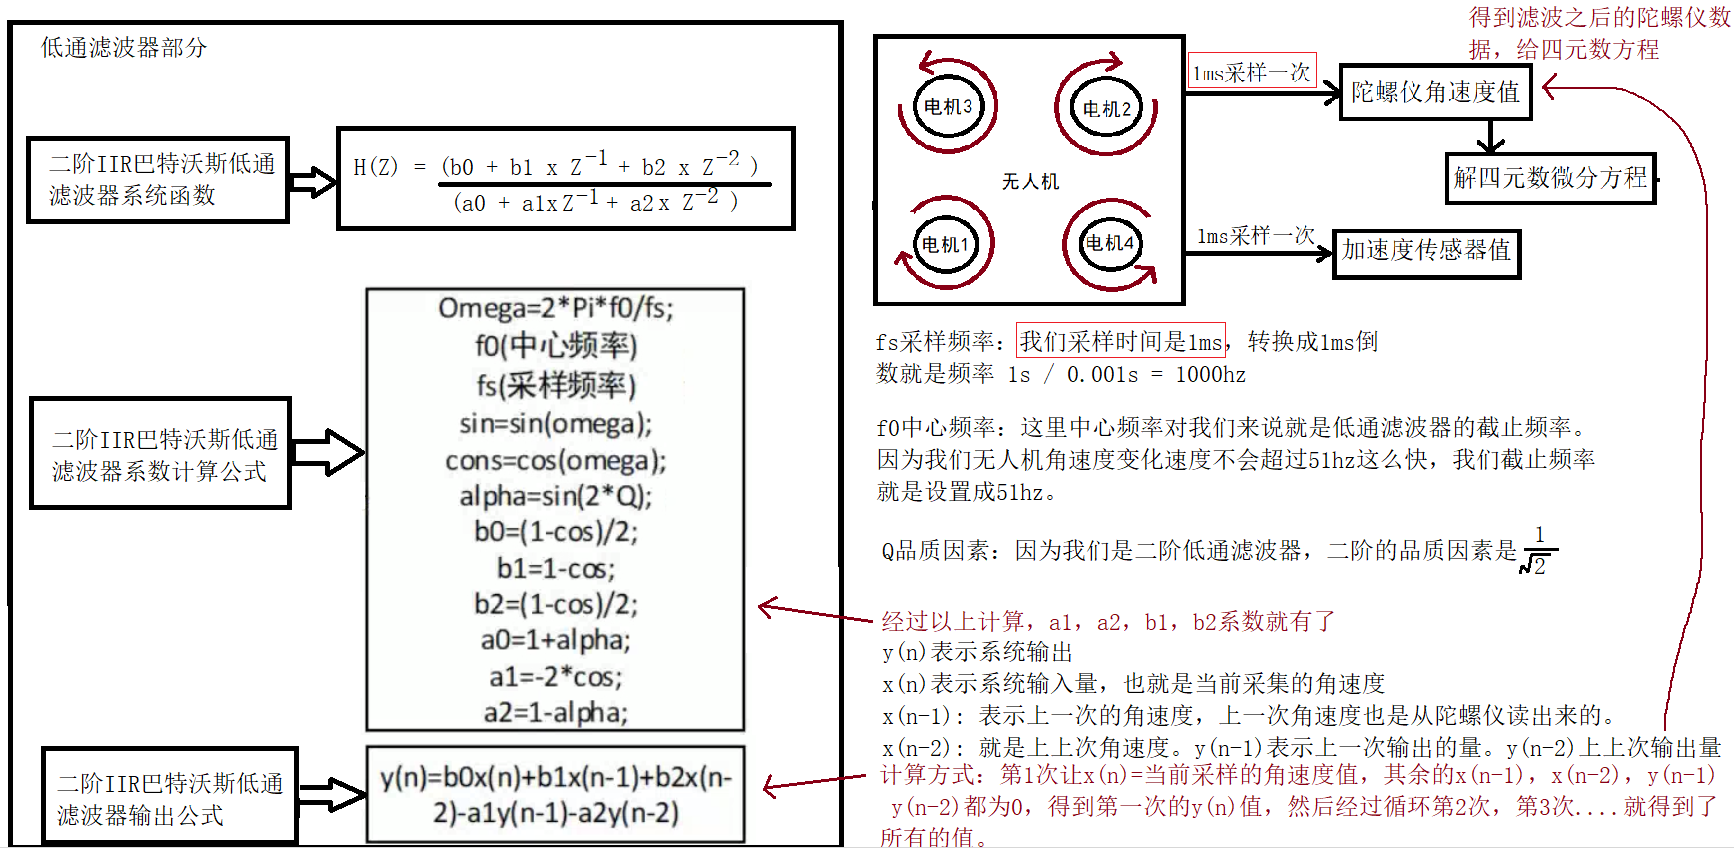 低通滤波器部分
二阶IIR巴特沃斯低通
滤波器系统函数
H(Z) = (b0 + b1 x Z^-1 + b2 x Z^-2 )
(a0 + a1xZ^-1 + a2x Z^-2 )
二阶IIR巴特沃斯低通
滤波器系数计算公式
Omega=2*Pi*f0/fs;
f0(中心频率)
fs(采样频率)
sin=sin(omega);
cons=cos(omega);
alpha=sin(2*Q);
b0=(1-cos)/2;
b1=1-cos;
b2=(1-cos)/2;
a0=1+alpha;
a1=-2*cos;
a2=1-alpha;
二阶IIR巴特沃斯低通
滤波器输出公式
y(n)=b0x(n)+b1x(n-1)+b2x(n-
2)-a1y(n-1)-a2y(n-2)
得到滤波之后的陀螺仪数
据，给四元数方程
电机3
电机2
无人机
电机1
电机4
1ms采样一次
陀螺仪角速度值
解四元数微分方程
1ms采样一次
加速度传感器值
fs采样频率：我们采样时间是1ms，转换成1ms倒
数就是频率 1s / 0.001s = 1000hz
f0中心频率：这里中心频率对我们来说就是低通滤波器的截止频率。
因为我们无人机角速度变化速度不会超过51hz这么快，我们截止频率
就是设置成51hz。
Q品质因素：因为我们是二阶低通滤波器，二阶的品质因素是 1/√2
经过以上计算，a1，a2，b1，b2系数就有了
y(n)表示系统输出
x(n)表示系统输入量，也就是当前采集的角速度
x(n-1)：表示上一次的角速度，上一次角速度也是从陀螺仪读出来的。
x(n-2)：就是上上次角速度。y(n-1)表示上一次输出的量。y(n-2)上上次输出量
计算方式：第1次让x(n)=当前采样的角速度值，其余的x(n-1)，x(n-2)，y(n-1)
y(n-2)都为0，得到第一次的y(n)值，然后经过循环第2次，第3次....就得到了
所有的值。